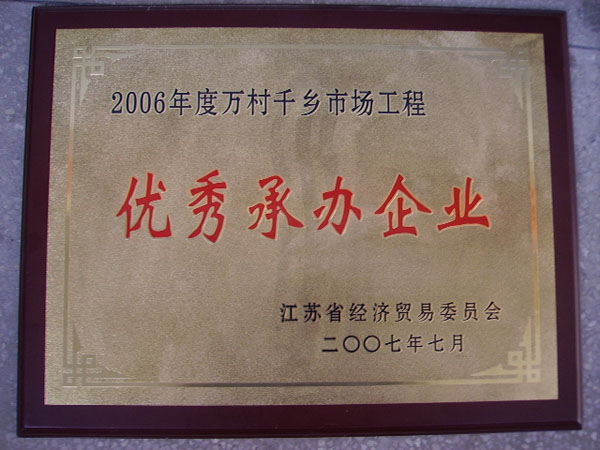 2006年度万村千乡市场工程
优秀承办企业
江苏省经济贸易委员会
二〇〇七年七月